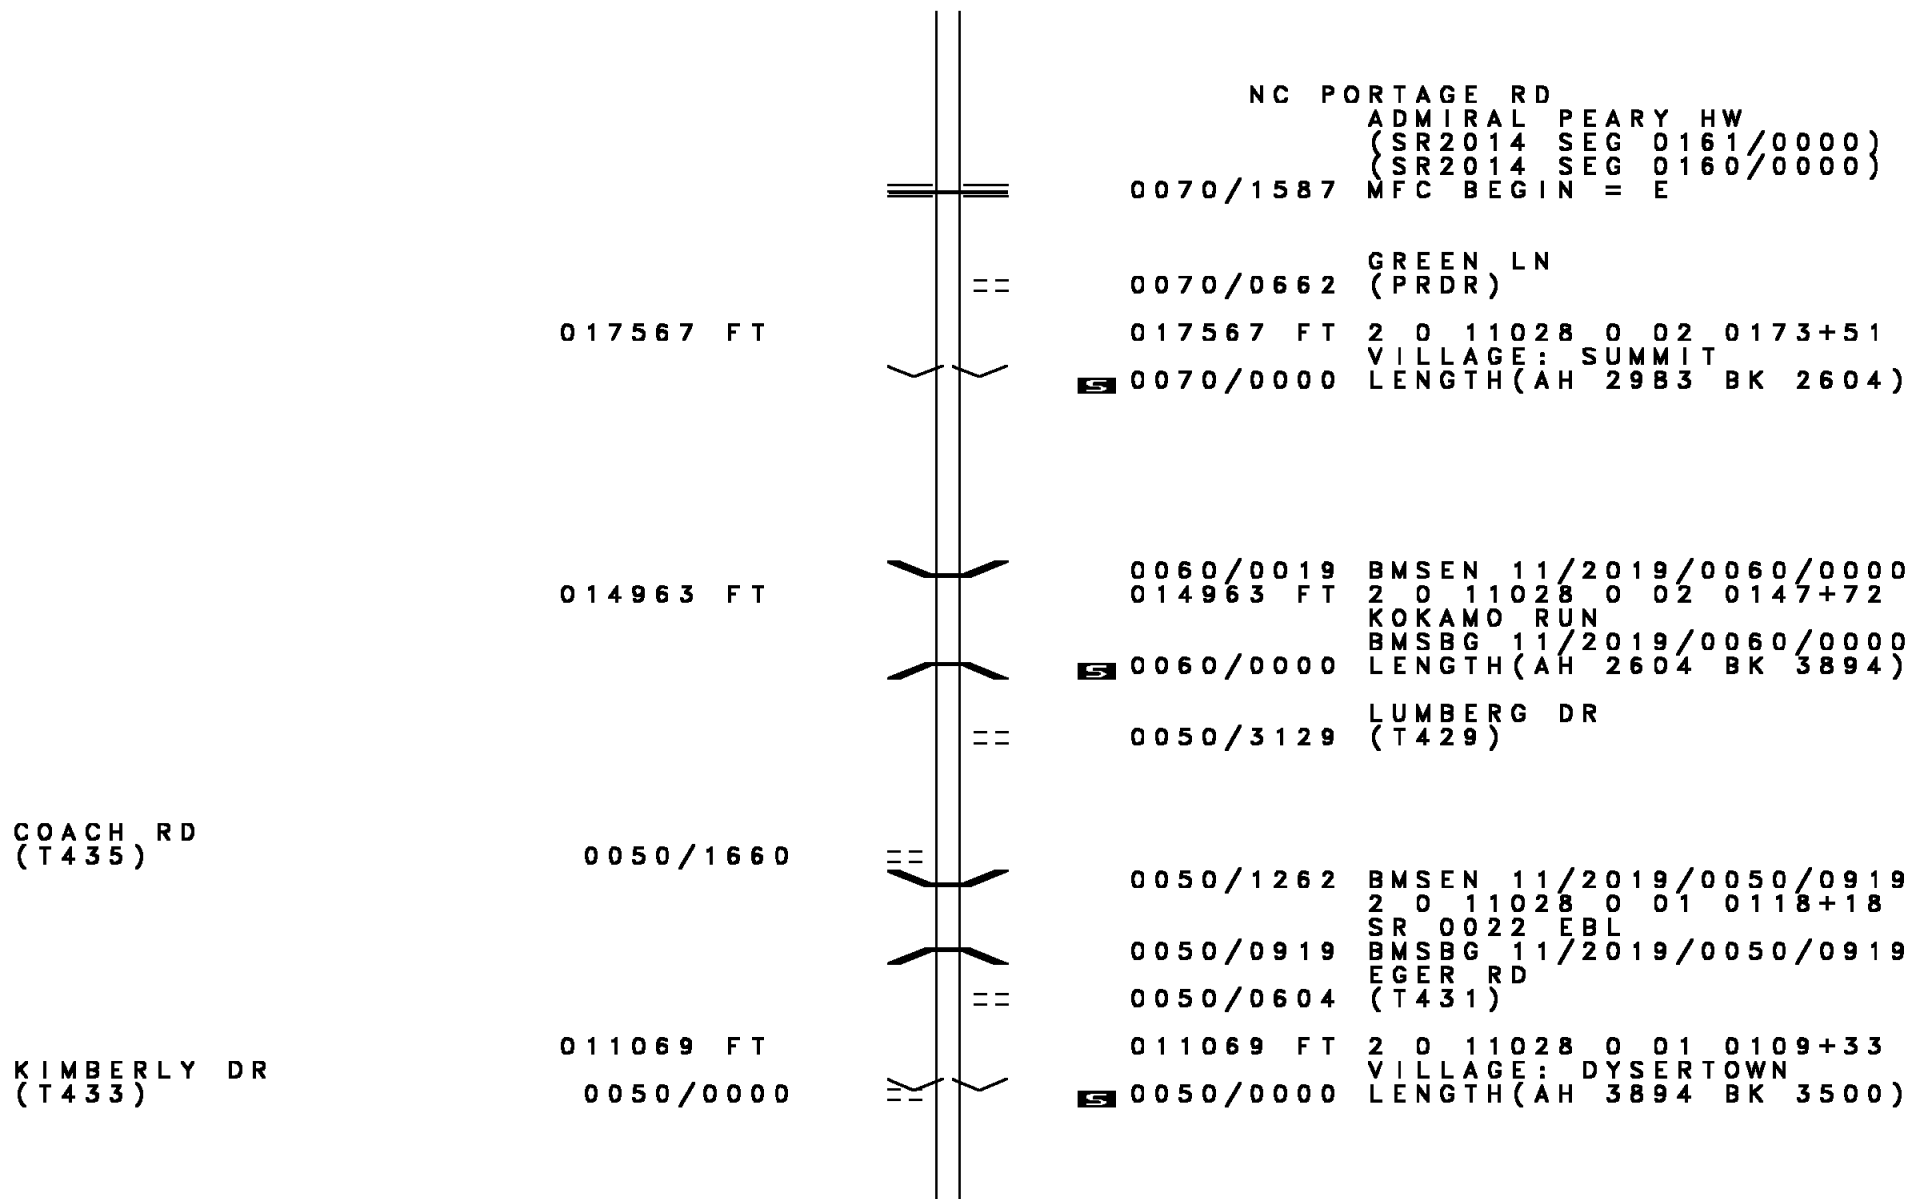 NC PORTAGE RD
ADMIRAL PEARY HW
(SR2014 SEG 0161/0000)
(SR2014 SEG 0160/0000)
0070/1587 MFC BEGIN = E
GREEN LN
0070/0662 (PRDR)
017567 FT 017567 FT 2 0 11028 0 02 0173+51
VILLAGE: SUMMIT
S 0070/0000 LENGTH(AH 2983 BK 2604)
0060/0019 BMSEN 11/2019/0060/0000
014963 FT 014963 FT 2 0 11028 0 02 0147+72
KOKAMO RUN
BMSBG 11/2019/0060/0000
S 0060/0000 LENGTH(AH 2604 BK 3894)
LUMBERG DR
0050/3129 (T429)
COACH RD
(T435) 0050/1660
0050/1262 BMSEN 11/2019/0050/0919
2 0 11028 0 01 0118+18
SR 0022 EBL
0050/0919 BMSBG 11/2019/0050/0919
EGER RD
0050/0604 (T431)
011069 FT 011069 FT 2 0 11028 0 01 0109+33
KIMBERLY DR VILLAGE: DYSERTOWN
(T433) 0050/0000 S 0050/0000 LENGTH(AH 3894 BK 3500)